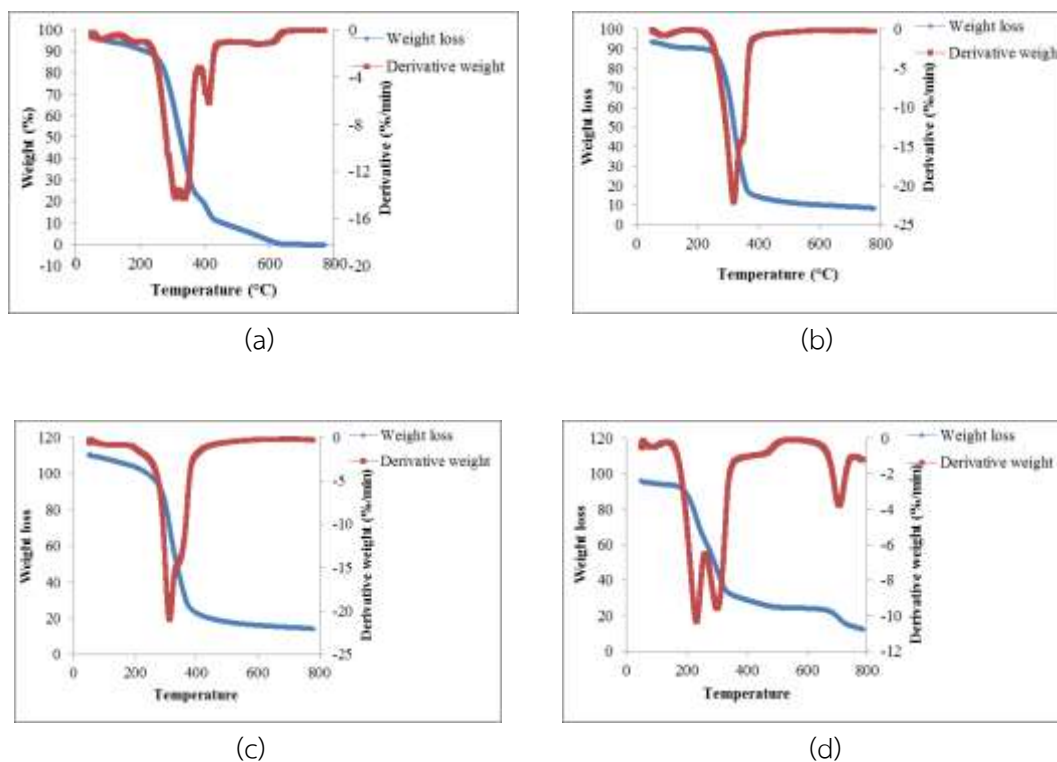 100
90
80
70
60
50
40
30
20
10
0
-10
Weight (%)
0
-4
-8
-12
-16
-20
Derivative (%/min)
Weight loss
Derivative weight
0 200 400 600 800
Temperature (°C)
(a)
100
90
80
70
60
50
40
30
20
10
0
Weight loss
0
-5
-10
-15
-20
-25
Derivative (%/min)
Weight loss
Derivative weight
0 200 400 600 800
Temperature (°C)
(b)
120
100
80
60
40
20
0
Weight loss
0
-5
-10
-15
-20
-25
Derivative weight (%/min)
Weight loss
Derivative weight
0 200 400 600 800
Temperature
(c)
120
100
80
60
40
20
0
Weight loss
0
-2
-4
-6
-8
-10
-12
Derivative weight (%/min)
Weight loss
Derivative weight
0 200 400 600 800
Temperature
(d)